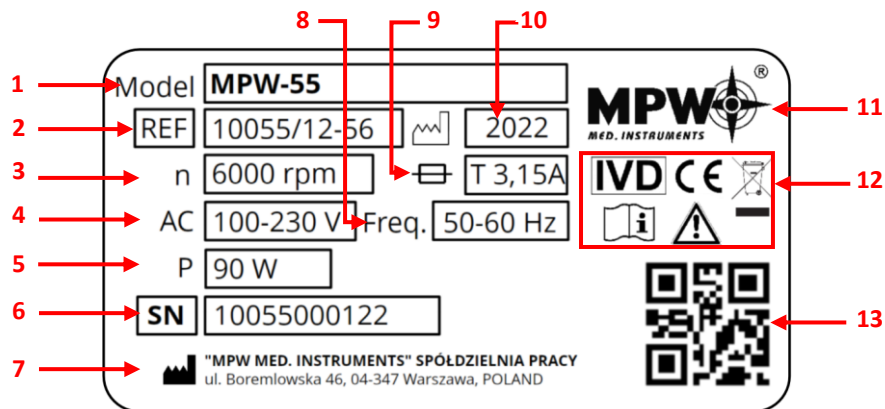 8 9 10
1 Model MPW-55
2 REF 10055/12-56 2022
3 n 6000 rpm T 3,15A
4 AC 100-230 V Freq. 50-60 Hz
5 P 90 W
6 SN 10055000122
7 "MPW MED. INSTRUMENTS" SPÓŁDZIELNIA PRACY
ul. Boremlowska 46, 04-347 Warszawa, POLAND
MPW ® 11
MED. INSTRUMENTS
IVD CE 12
i
13